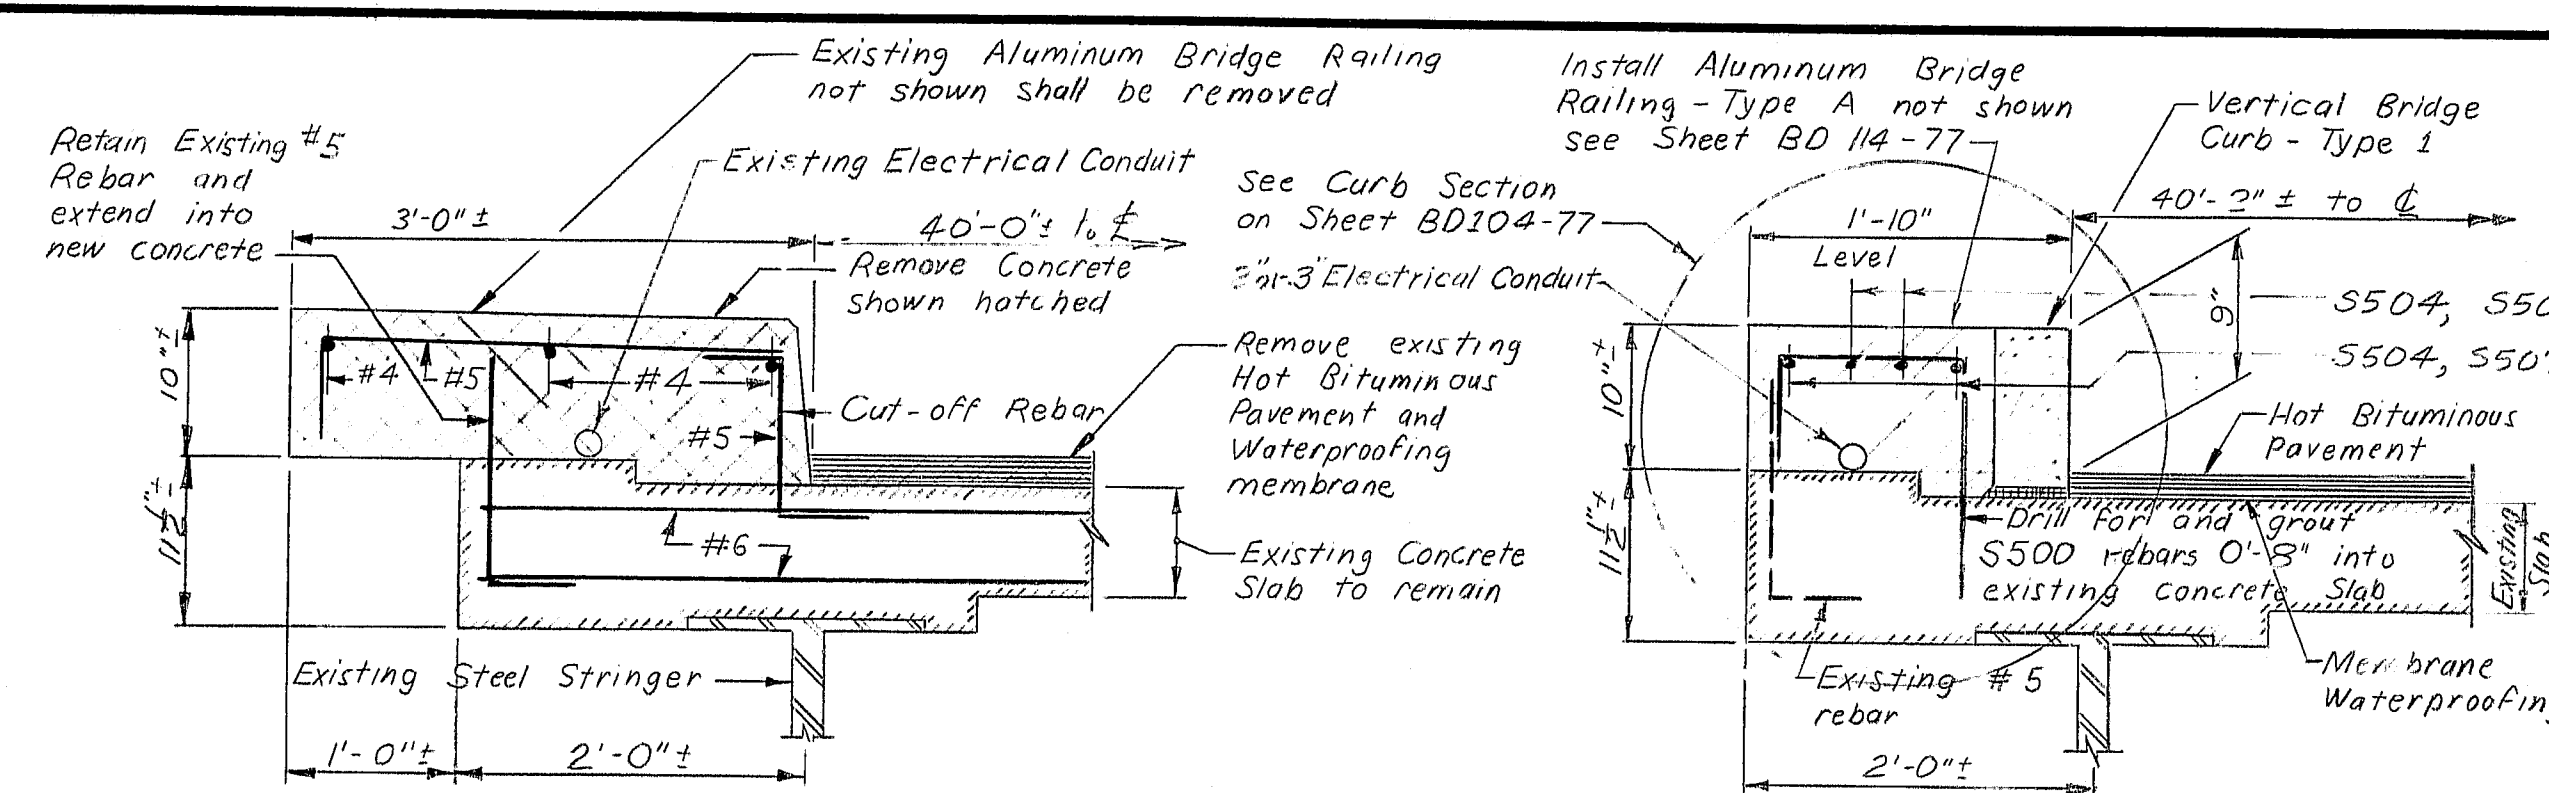 Existing Aluminum Bridge Railing
not shown shall be removed
Retain Existing #5
Rebar and
extend into
new concrete
Existing Electrical Conduit
3'-0" ±
40'-0" ±
Remove Concrete
shown hatched
10" ±
#4
#5
#4
Cut-off Rebar
#5
Remove existing
Hot Bituminous
Pavement and
Waterproofing
membrane
11½" ±
#6
Existing Concrete
Slab to remain
Existing Steel Stringer
1'-0" ±
2'-0" ±
Install Aluminum Bridge
Railing - Type A not shown
see Sheet BD 114-77
Vertical Bridge
Curb - Type 1
See Curb Section
on Sheet BD104-77
1'-10"
Level
40'- ± to ℄
Electrical Conduit
9"
S504,
S504,
10" ±
Hot Bituminous
Pavement
11½" ±
Drill for and grout
S500 rebars 0'-8" into
existing concrete Slab
Existing
Slab
Existing #5
rebar
Membrane
Waterproofing
2'-0" ±